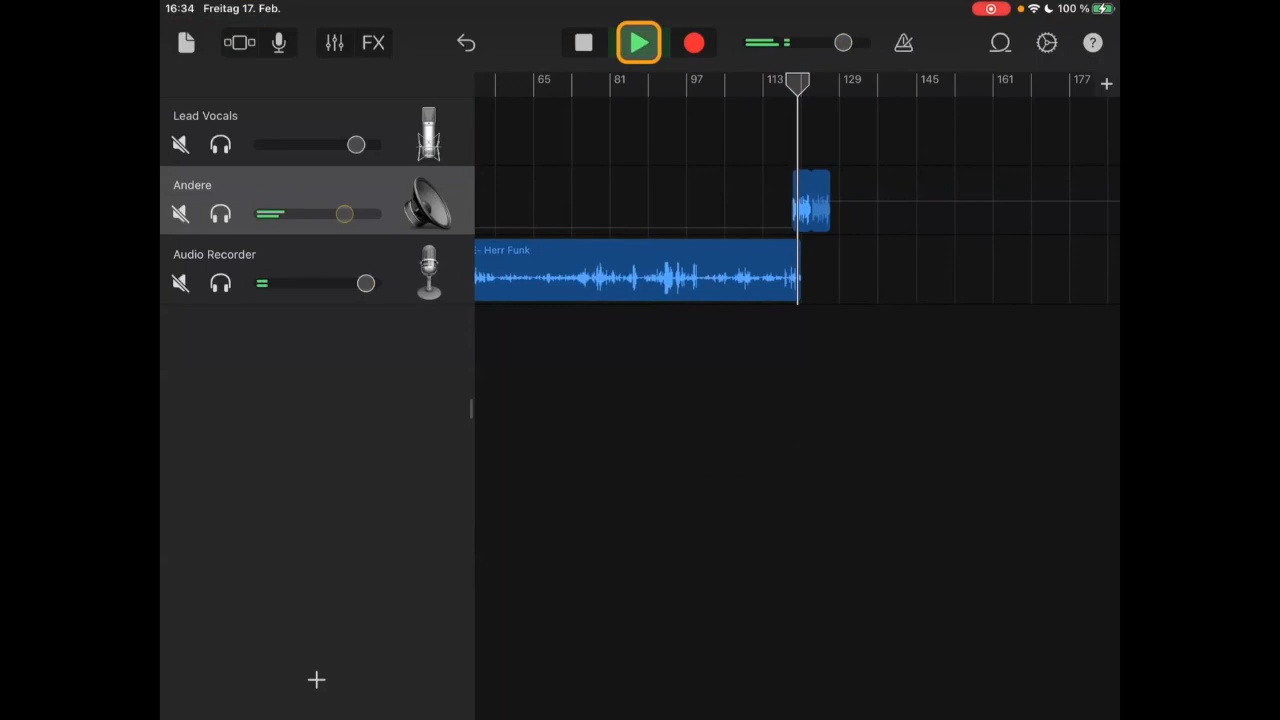 16:34 Freitag 17. Feb.
100 %
FX
65 81 97 113 129 145 161 177 +
Lead Vocals
Andere
Audio Recorder
- Herr Funk